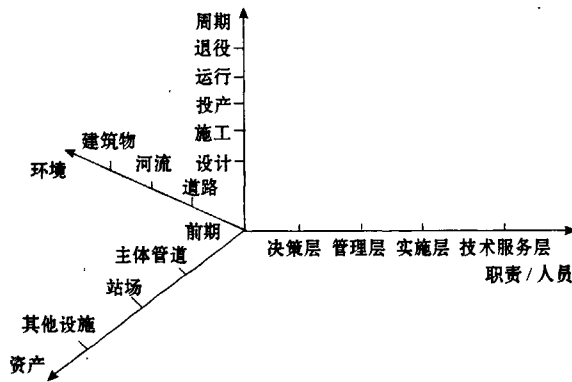 周期
退役
运行
投产
施工
设计
建筑物
环境
河流
道路
前期
主体管道
站场
其他设施
资产
决策层 管理层 实施层 技术服务层
职责/人员